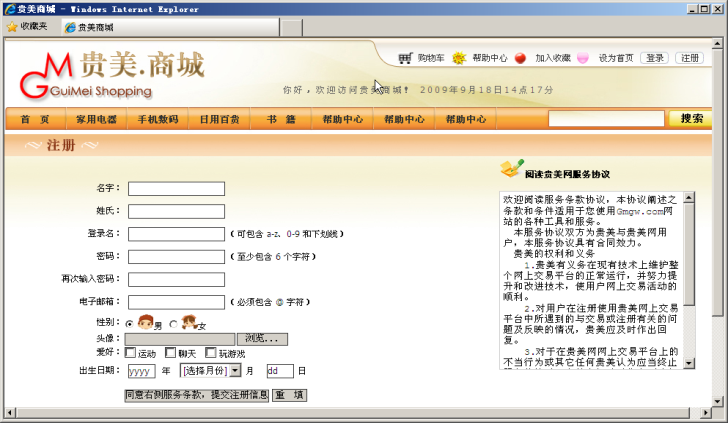 贵美商城 - Windows Internet Explorer
收藏夹 贵美商城
购物车 帮助中心 加入收藏 设为首页 登录 注册
GM 贵美.商城
GuiMei Shopping
你好，欢迎访问贵美商城! 2009年9月18日14点17分
首 页 家用电器 手机数码 日用百货 书 籍 帮助中心 帮助中心 帮助中心 搜索
注册
阅读贵美网服务协议
名字：
姓氏：
登录名： （可包含 a-z、0-9 和下划线）
密码： （至少包含 6 个字符）
再次输入密码：
电子邮箱： （必须包含 @ 字符）
性别： 男 女
头像： 浏览...
爱好： 运动 聊天 玩游戏
出生日期： yyyy 年 [选择月份] 月 dd 日
同意右侧服务条款，提交注册信息 重 填
欢迎阅读服务条款协议，本协议阐述之
条款和条件适用于您使用Gmgw.com网
站的各种工具和服务。
本服务协议双方为贵美与贵美网用
户，本服务协议具有合同效力。
贵美的权利和义务
1.贵美有义务在现有技术上维护整
个网上交易平台的正常运行，并努力提
升和改进技术，使用户网上交易活动的
顺利。
2.对用户在注册使用贵美网上交易
平台中所遇到的与交易或注册有关的问
题及反映的情况，贵美应及时作出回
复。
3.对于在贵美网网上交易平台上的
不当行为或其它任何贵美认为应当终止